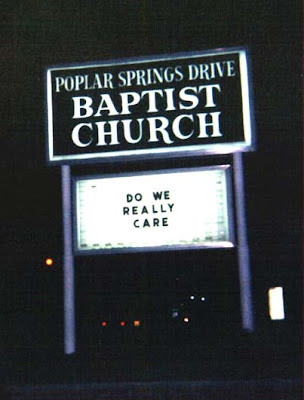 POPLAR SPRINGS DRIVE
BAPTIST
CHURCH
DO WE
REALLY
CARE